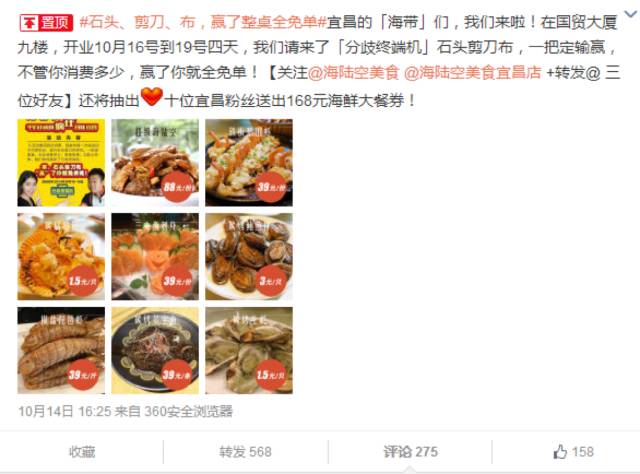 置顶 #石头、剪刀、布，赢了整桌全免单#宜昌的「海带」们，我们来啦！在国贸大厦
九楼，开业10月16号到19号四天，我们请来了「分歧终端机」石头剪刀布，一把定输赢，
不管你消费多少，赢了你就全免单！【关注@海陆空美食 @海陆空美食宜昌店 +转发@ 三
位好友】还将抽出❤十位宜昌粉丝送出168元海鲜大餐券！
88元/份
39元/份
1.5元/只
39元/份
3元/只
39元/斤
39元/条
1.5元/只
10月14日 16:25 来自 360安全浏览器
收藏
转发 568
评论 275
158